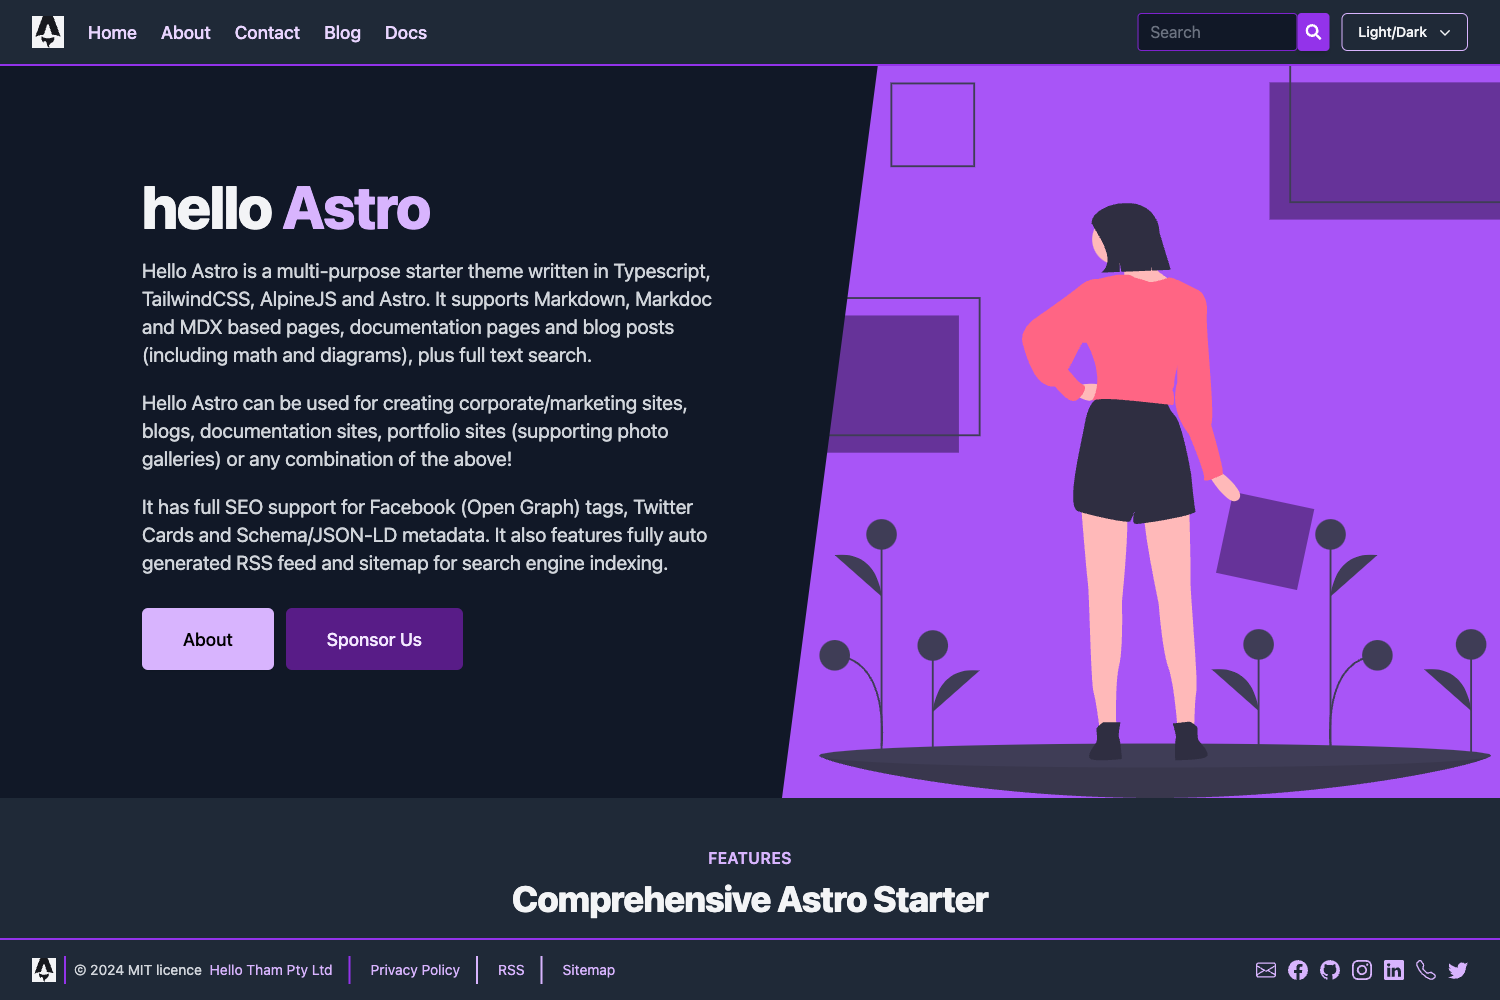 Home About Contact Blog Docs Search Light/Dark
hello Astro
Hello Astro is a multi-purpose starter theme written in Typescript,
TailwindCSS, AlpineJS and Astro. It supports Markdown, Markdoc
and MDX based pages, documentation pages and blog posts
(including math and diagrams), plus full text search.
Hello Astro can be used for creating corporate/marketing sites,
blogs, documentation sites, portfolio sites (supporting photo
galleries) or any combination of the above!
It has full SEO support for Facebook (Open Graph) tags, Twitter
Cards and Schema/JSON-LD metadata. It also features fully auto
generated RSS feed and sitemap for search engine indexing.
About Sponsor Us
FEATURES
Comprehensive Astro Starter
© 2024 MIT licence Hello Tham Pty Ltd Privacy Policy RSS Sitemap